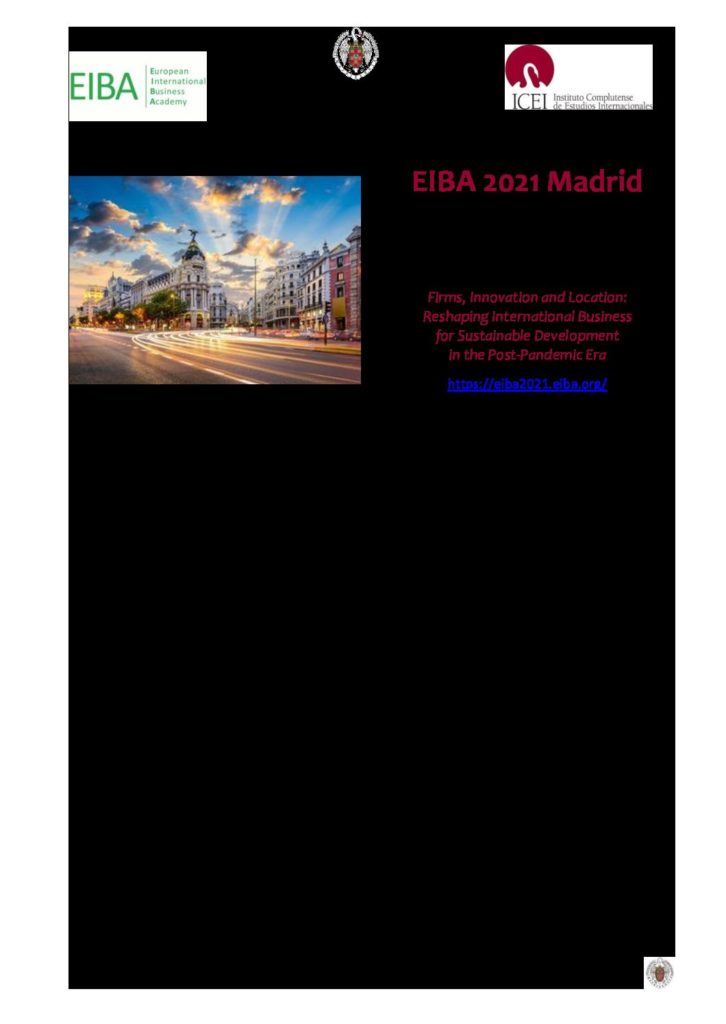 EIBA
European
International
Business
Academy
ICEI
Instituto Complutense
de Estudios Internacionales
EIBA 2021 Madrid
Firms, Innovation and Location:
Reshaping International Business
for Sustainable Development
in the Post-Pandemic Era
https://eiba2021.eiba.org/